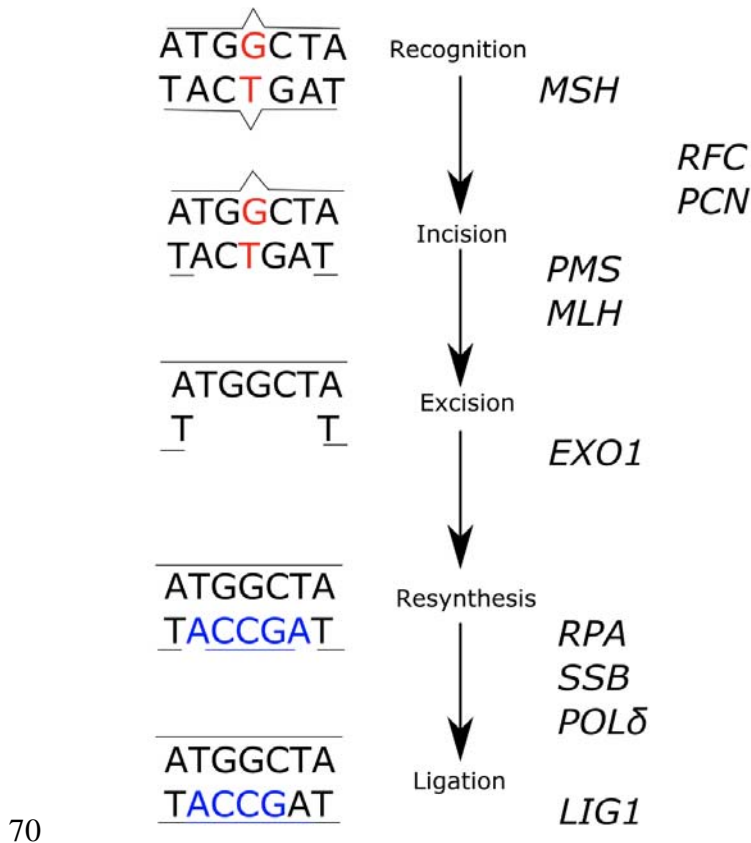 ATGGCTA
TACTGAT
Recognition
MSH
RFC
PCN
ATGGCTA
TACTGAT
Incision
PMS
MLH
ATGGCTA
T T
Excision
EXO1
ATGGCTA
TACCGAT
Resynthesis
RPA
SSB
POLδ
ATGGCTA
TACCGAT
Ligation
LIG1
70